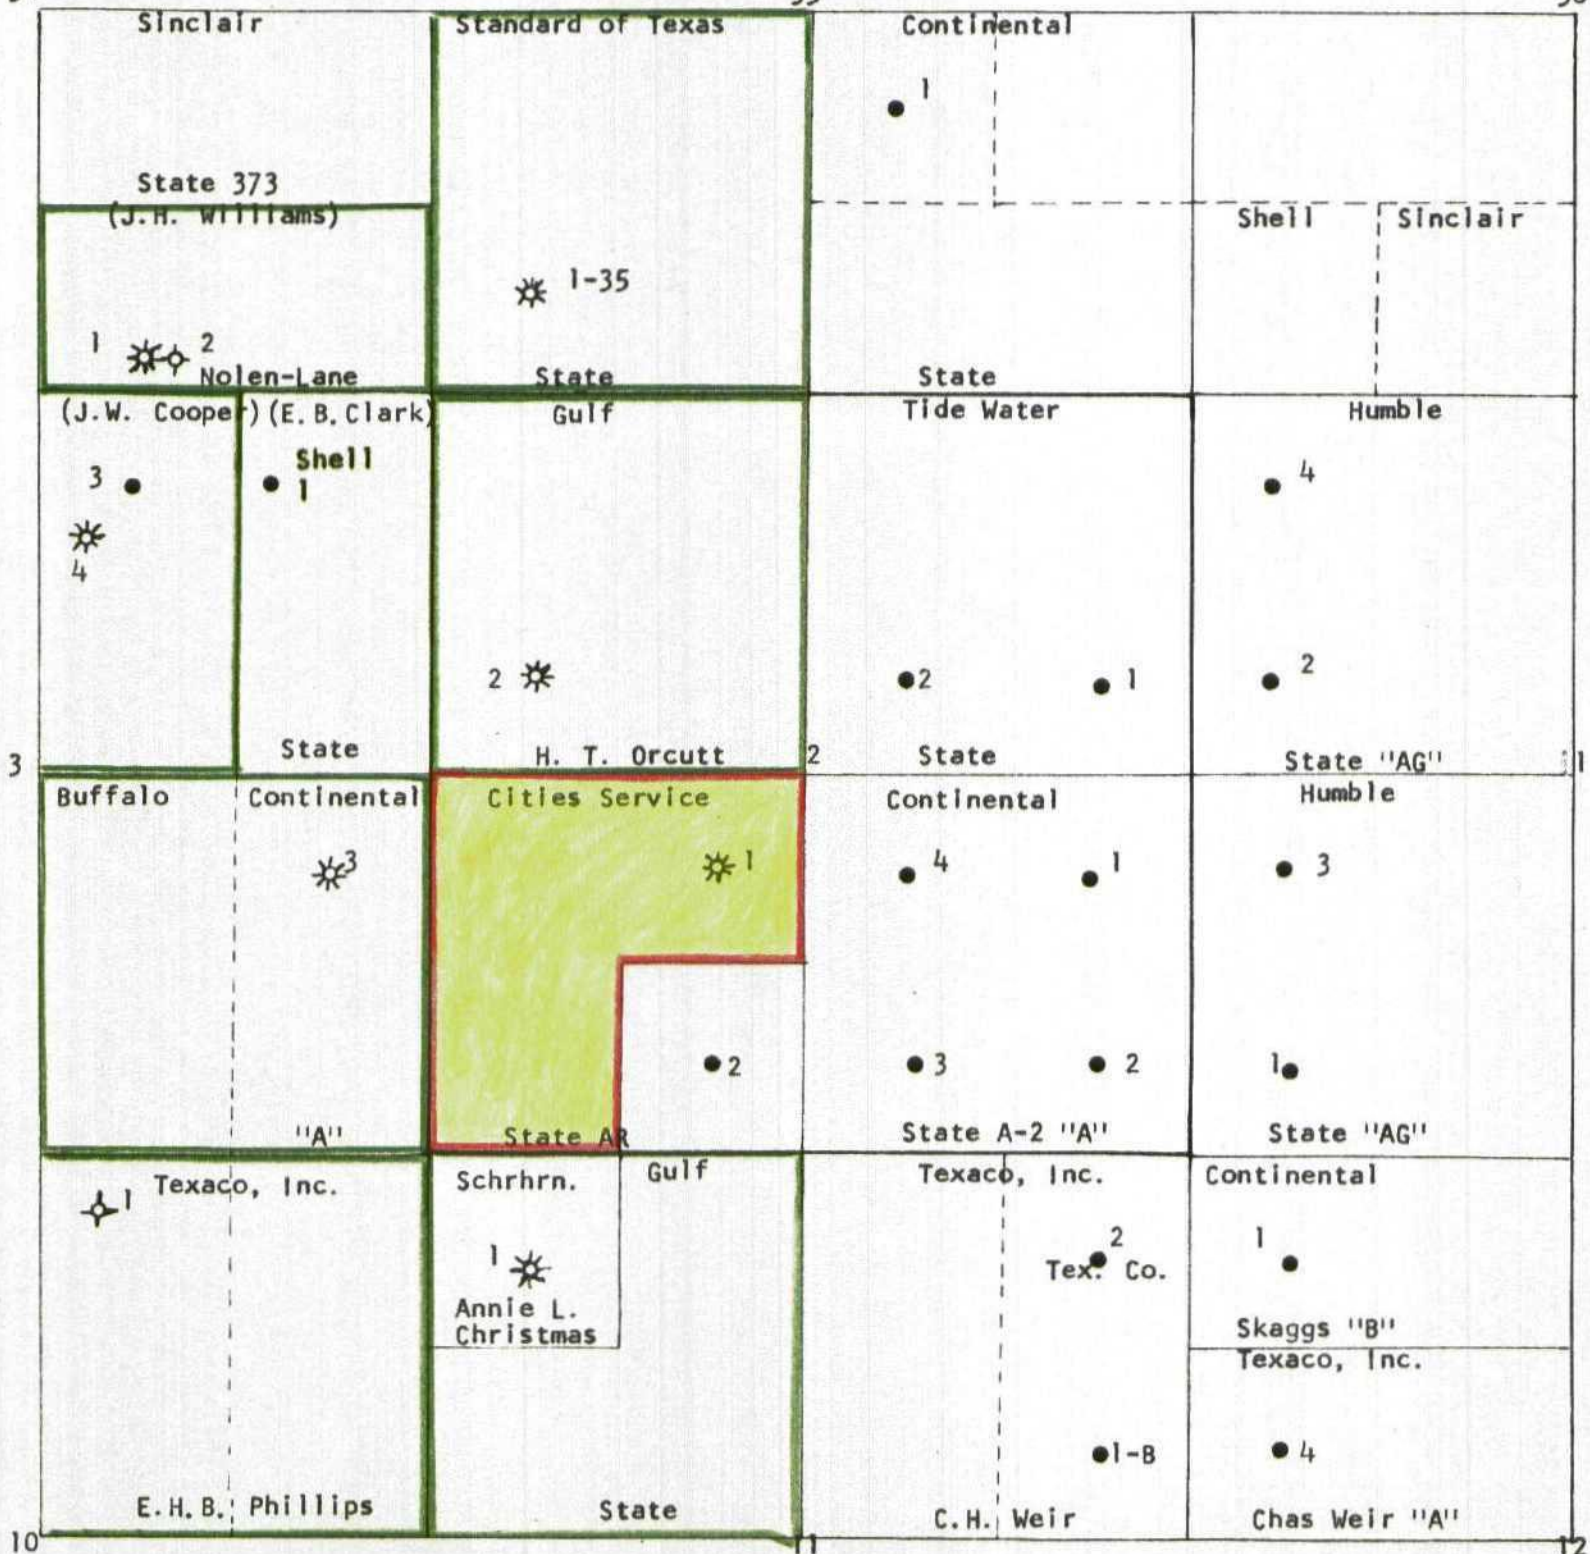 Sinclair
Standard of Texas
Continental
1
State 373
(J.H. Williams)
Shell
Sinclair
1-35
1
2
Nolen-Lane
State
State
(J.W. Cooper)
(E.B. Clark)
Gulf
Tide Water
Humble
Shell
1
3
4
4
2
2
1
2
State
H. T. Orcutt
State
State "AG"
3
2
1
Buffalo
Continental
Cities Service
Continental
Humble
3
1
4
1
3
2
3
2
1
"A"
State AR
State A-2 "A"
State "AG"
Texaco, Inc.
Schrhrn.
Gulf
Texaco, Inc.
Continental
1
1
2
Tex. Co.
1
Annie L.
Christmas
Skaggs "B"
Texaco, Inc.
1-B
4
E.H.B. Phillips
State
C.H. Weir
Chas Weir "A"
10
11
12